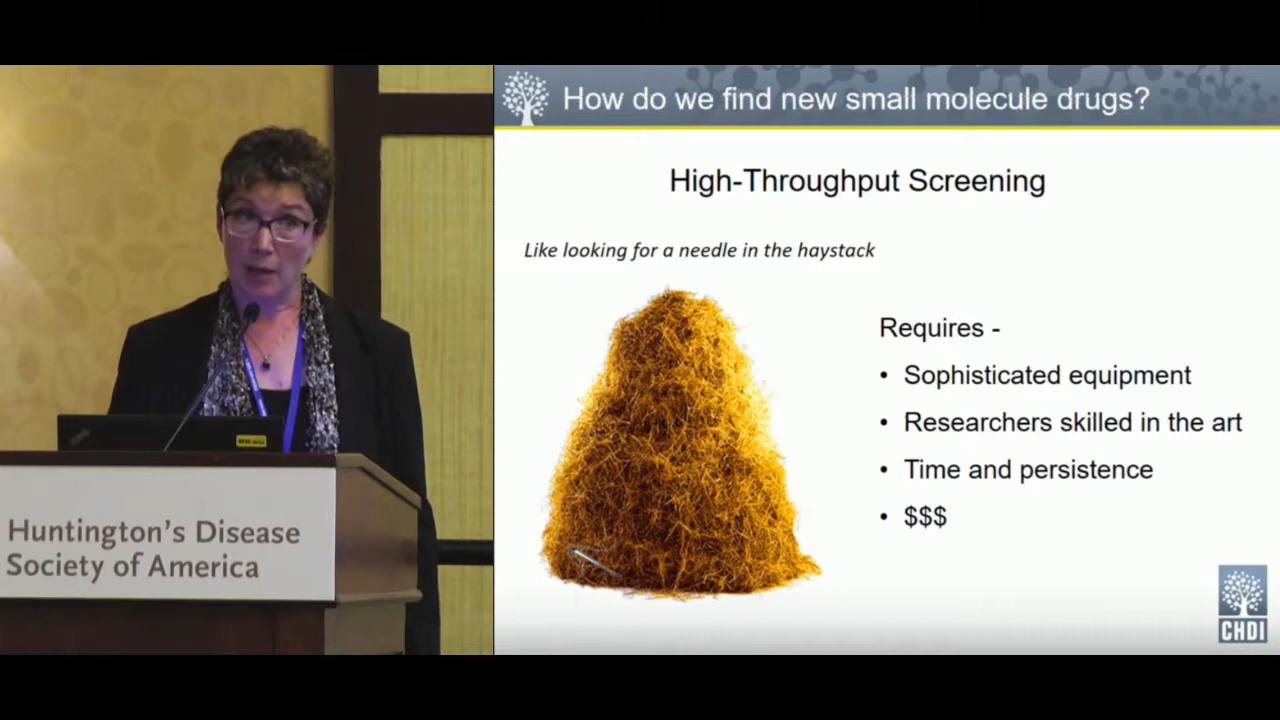 How do we find new small molecule drugs?
High-Throughput Screening
Like looking for a needle in the haystack
Requires -
• Sophisticated equipment
• Researchers skilled in the art
• Time and persistence
• $$$
CHDI
Huntington's Disease
Society of America